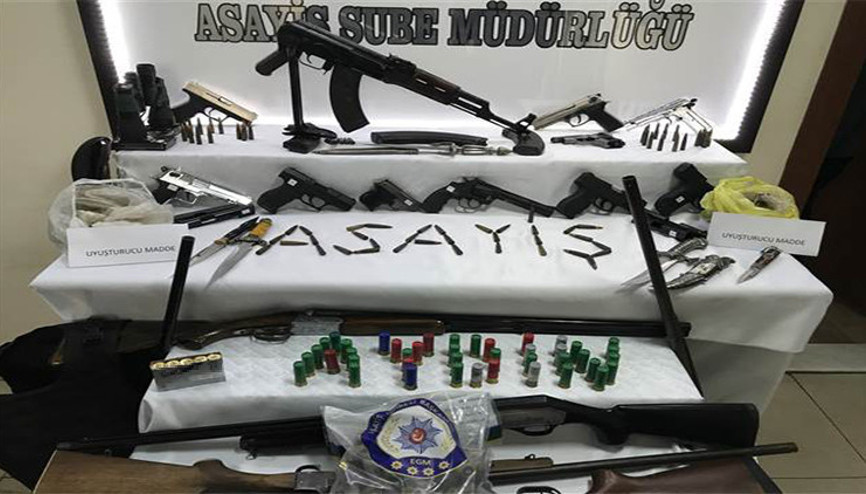 ASAYİŞ ŞUBE MÜDÜRLÜĞÜ
UYUŞTURUCU MADDE
ASAYİŞ
UYUŞTURUCU MADDE
EGM